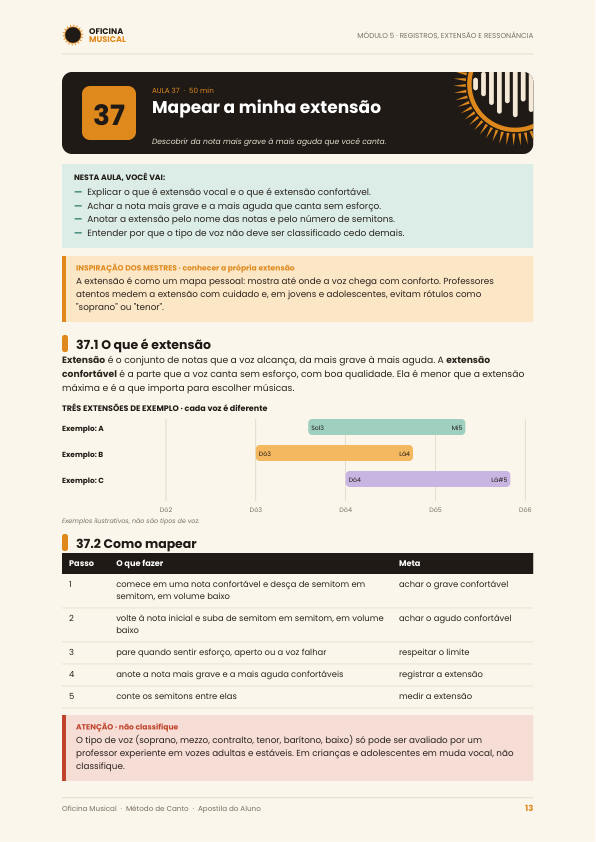 OFICINA
MUSICAL
MÓDULO 5 · REGISTROS, EXTENSÃO E RESSONÂNCIA
37
AULA 37 · 50 min
Mapear a minha extensão
Descobrir da nota mais grave à mais aguda que você canta.
NESTA AULA, VOCÊ VAI:
— Explicar o que é extensão vocal e o que é extensão confortável.
— Achar a nota mais grave e a mais aguda que canta sem esforço.
— Anotar a extensão pelo nome das notas e pelo número de semitons.
— Entender por que o tipo de voz não deve ser classificado cedo demais.
INSPIRAÇÃO DOS MESTRES · conhecer a própria extensão
A extensão é como um mapa pessoal: mostra até onde a voz chega com conforto. Professores
atentos medem a extensão com cuidado e, em jovens e adolescentes, evitam rótulos como
"soprano" ou "tenor".
37.1 O que é extensão
Extensão é o conjunto de notas que a voz alcança, da mais grave à mais aguda. A extensão
confortável é a parte que a voz canta sem esforço, com boa qualidade. Ela é menor que a extensão
máxima e é a que importa para escolher músicas.
TRÊS EXTENSÕES DE EXEMPLO · cada voz é diferente
Exemplo: A
Sol3 Mi5
Exemplo: B
Dó3 Lá4
Exemplo: C
Dó4 Lá#5
Dó2 Dó3 Dó4 Dó5 Dó6
Exemplos ilustrativos, não são tipos de voz.
37.2 Como mapear
Passo O que fazer Meta
1 comece em uma nota confortável e desça de semitom em achar o grave confortável
semitom, em volume baixo
2 volte à nota inicial e suba de semitom em semitom, em volume achar o agudo confortável
baixo
3 pare quando sentir esforço, aperto ou a voz falhar respeitar o limite
4 anote a nota mais grave e a mais aguda confortáveis registrar a extensão
5 conte os semitons entre elas medir a extensão
ATENÇÃO · não classifique
O tipo de voz (soprano, mezzo, contralto, tenor, barítono, baixo) só pode ser avaliado por um
professor experiente em vozes adultas e estáveis. Em crianças e adolescentes em muda vocal, não
classifique.
Oficina Musical · Método de Canto · Apostila do Aluno
13